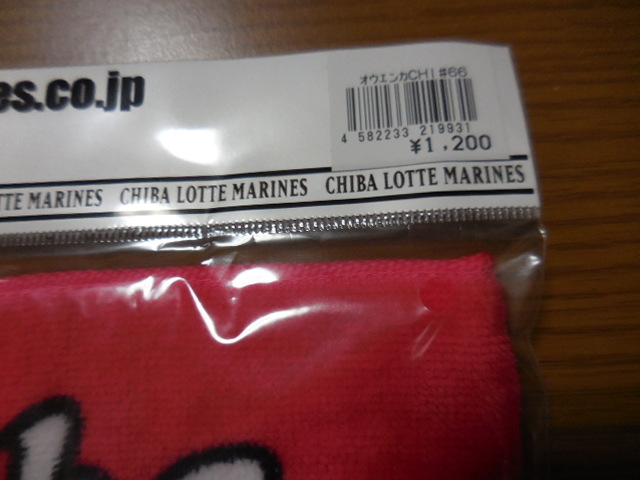 es.co.jp
オウエンカCHI#66
4 582233 219931
¥1,200
TTE MARINES CHIBA LOTTE MARINES CHIBA LOTTE MARINES